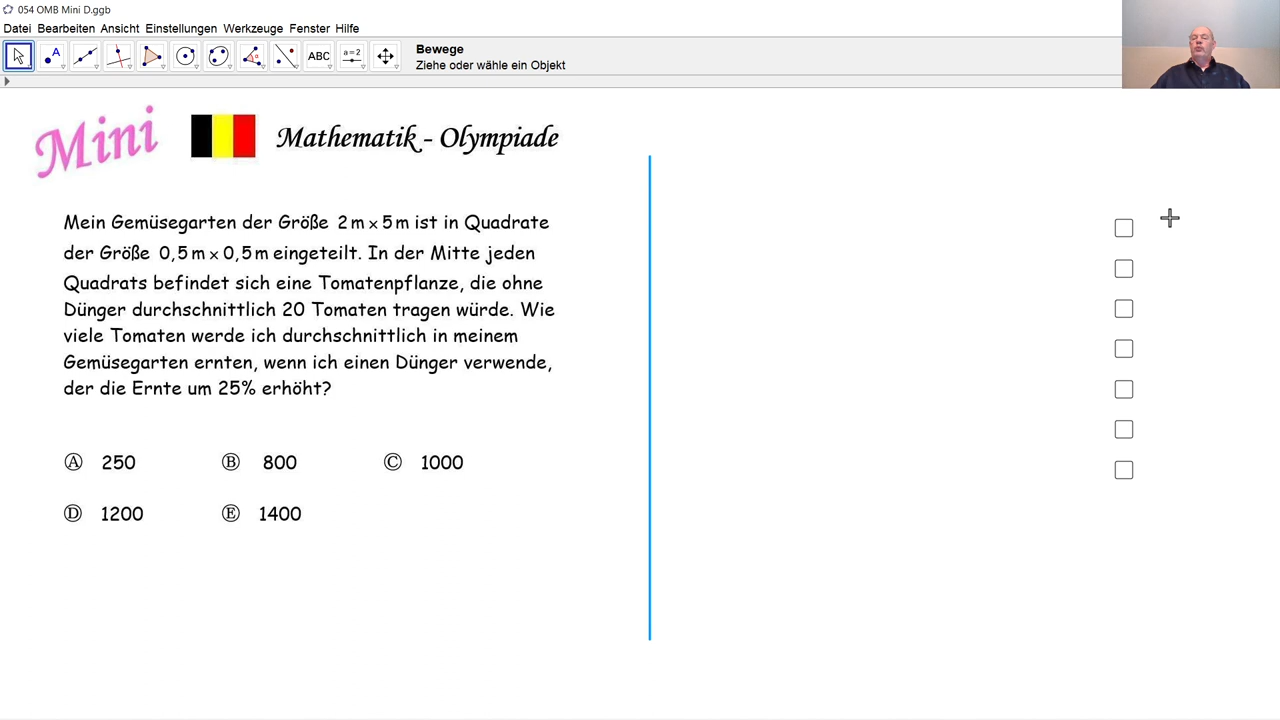 054 OMB Mini D.ggb
Datei Bearbeiten Ansicht Einstellungen Werkzeuge Fenster Hilfe
A
ABC
a=2
Bewege
Ziehe oder wähle ein Objekt
Mini
Mathematik - Olympiade
Mein Gemüsegarten der Größe 2 m × 5 m ist in Quadrate
der Größe 0,5 m × 0,5 m eingeteilt. In der Mitte jeden
Quadrats befindet sich eine Tomatenpflanze, die ohne
Dünger durchschnittlich 20 Tomaten tragen würde. Wie
viele Tomaten werde ich durchschnittlich in meinem
Gemüsegarten ernten, wenn ich einen Dünger verwende,
der die Ernte um 25% erhöht?
Ⓐ 250 Ⓑ 800 Ⓒ 1000
Ⓓ 1200 Ⓔ 1400